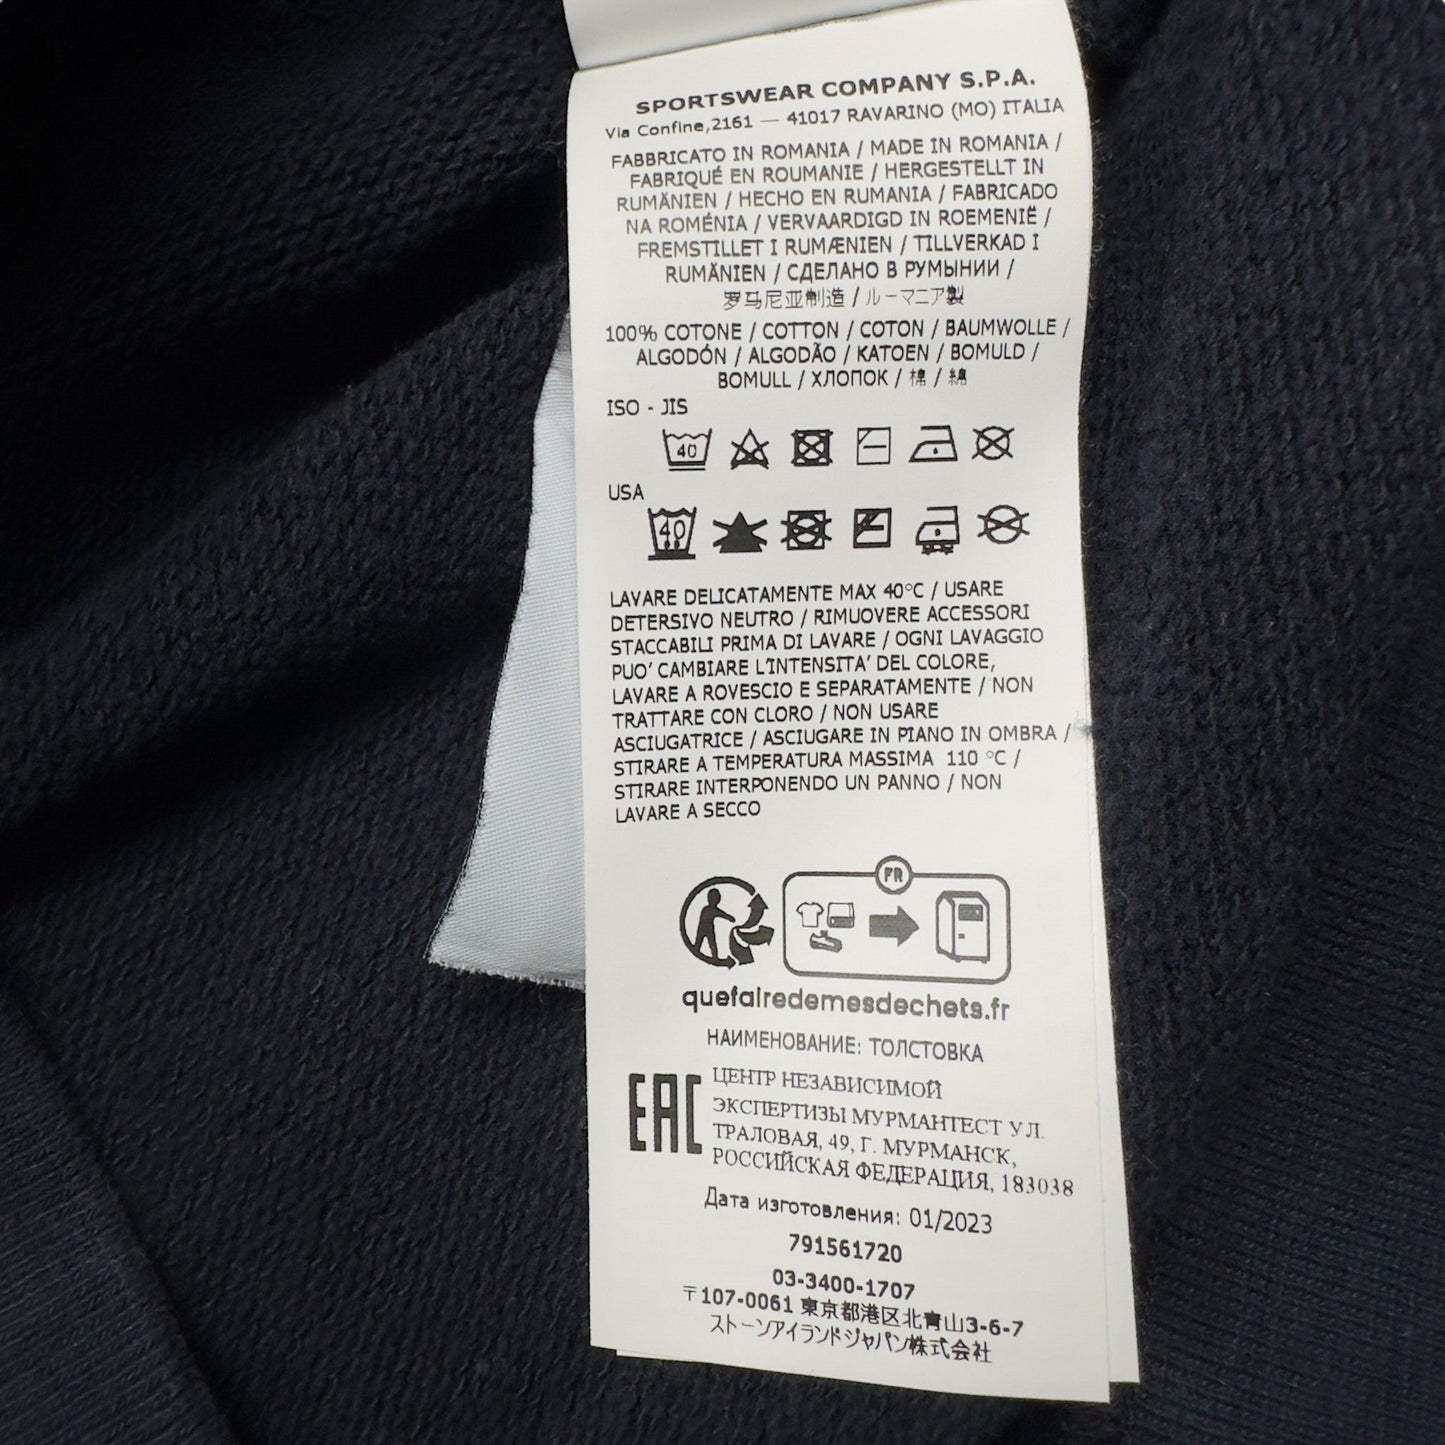 SPORTSWEAR COMPANY S.P.A.
Via Confine,2161 — 41017 RAVARINO (MO) ITALIA
FABBRICATO IN ROMANIA / MADE IN ROMANIA /
FABRIQUÉ EN ROUMANIE / HERGESTELLT IN
RUMÄNIEN / HECHO EN RUMANIA / FABRICADO
NA ROMÉNIA / VERVAARDIGD IN ROEMENIË /
FREMSTILLET I RUMÆNIEN / TILLVERKAD I
RUMÄNIEN / СДЕЛАНО В РУМЫНИИ /
罗马尼亚制造 / ルーマニア製
100% COTONE / COTTON / COTON / BAUMWOLLE /
ALGODÓN / ALGODÃO / KATOEN / BOMULD /
BOMULL / ХЛОПОК / 棉 / 綿
ISO - JIS
40
USA
40
LAVARE DELICATAMENTE MAX 40°C / USARE
DETERSIVO NEUTRO / RIMUOVERE ACCESSORI
STACCABILI PRIMA DI LAVARE / OGNI LAVAGGIO
PUO' CAMBIARE L'INTENSITA' DEL COLORE,
LAVARE A ROVESCIO E SEPARATAMENTE / NON
TRATTARE CON CLORO / NON USARE
ASCIUGATRICE / ASCIUGARE IN PIANO IN OMBRA /
STIRARE A TEMPERATURA MASSIMA 110 °C /
STIRARE INTERPONENDO UN PANNO / NON
LAVARE A SECCO
FR
quefairedemesdechets.fr
НАИМЕНОВАНИЕ: ТОЛСТОВКА
EAC
ЦЕНТР НЕЗАВИСИМОЙ
ЭКСПЕРТИЗЫ МУРМАНТЕСТ УЛ.
ТРАЛОВАЯ, 49, Г. МУРМАНСК,
РОССИЙСКАЯ ФЕДЕРАЦИЯ, 183038
Дата изготовления: 01/2023
791561720
03-3400-1707
〒107-0061 東京都港区北青山3-6-7
ストーンアイランドジャパン株式会社